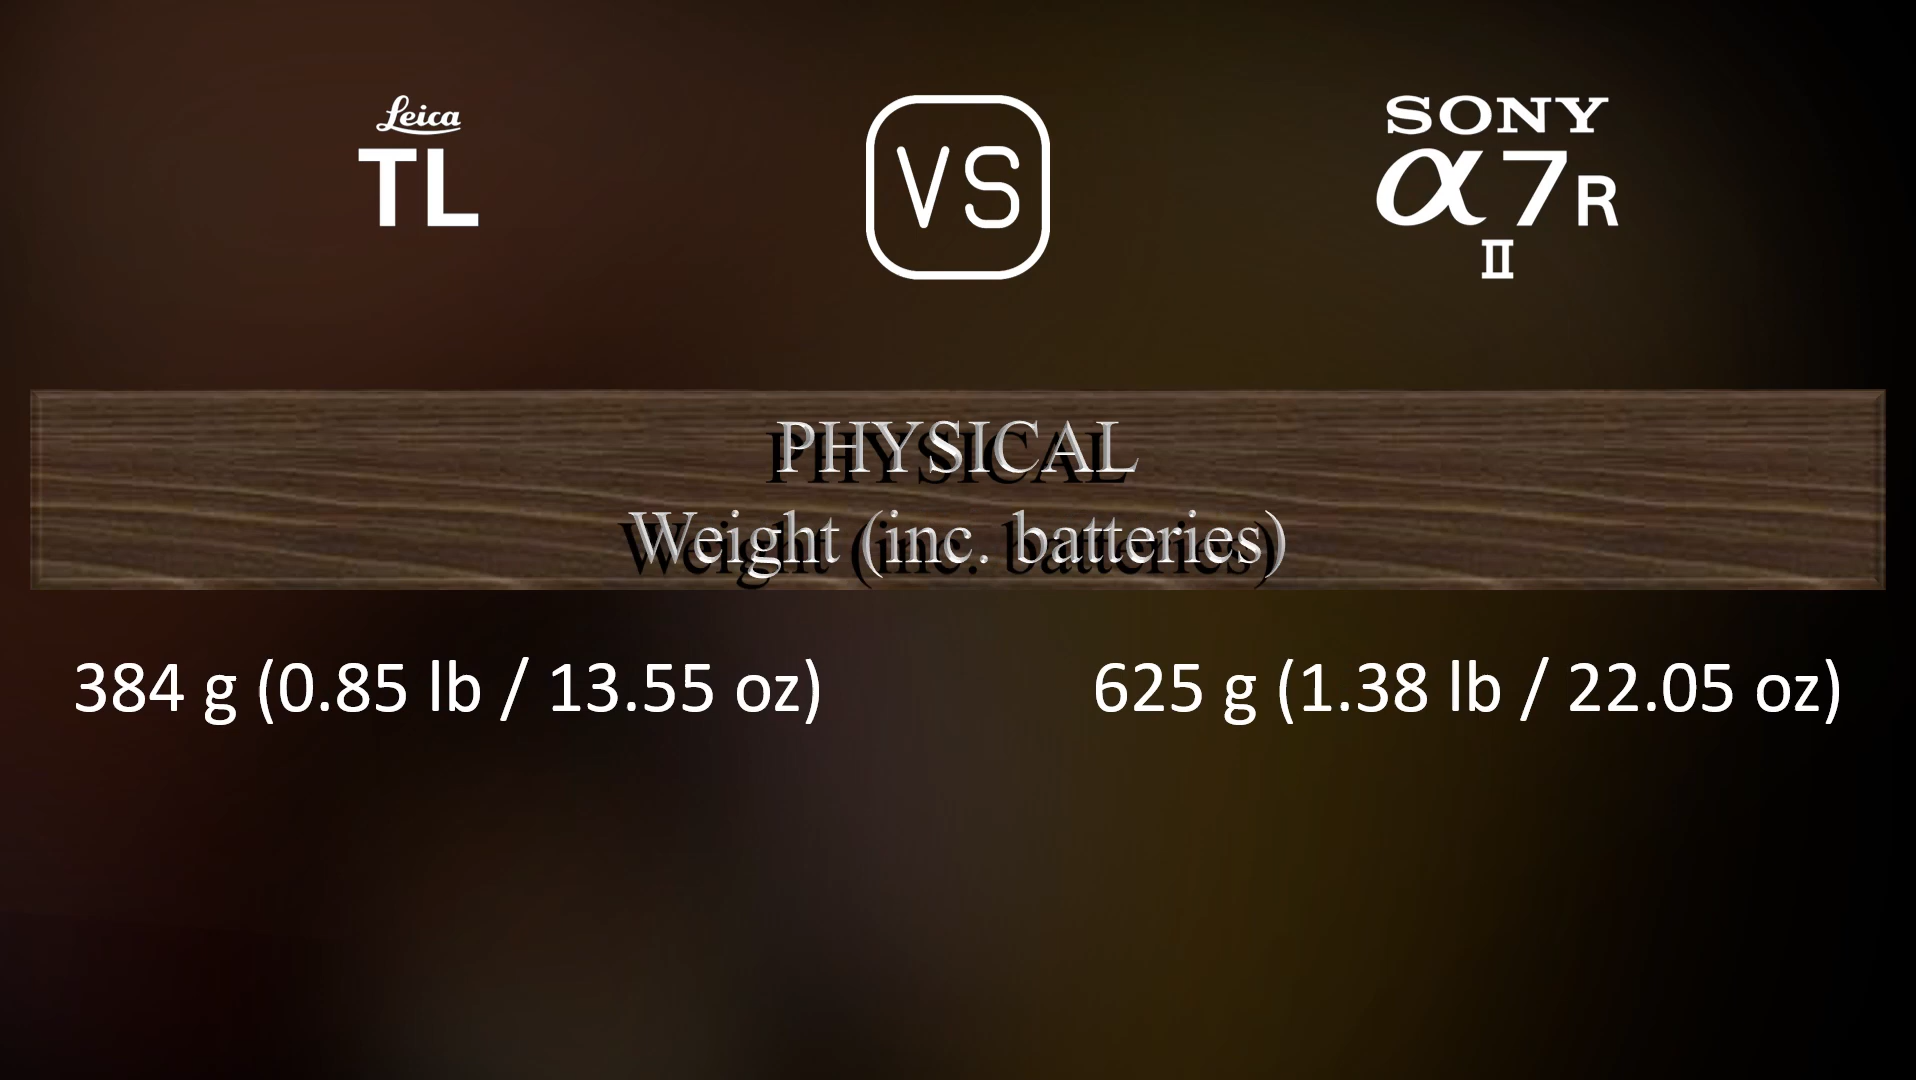 Leica
TL
VS
SONY
α7R
II
PHYSICAL
Weight (inc. batteries)
384 g (0.85 lb / 13.55 oz)
625 g (1.38 lb / 22.05 oz)